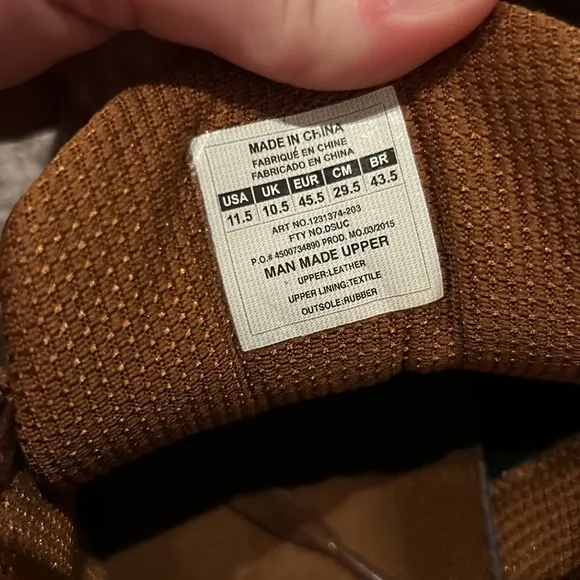 MADE IN CHINA
FABRIQUÉ EN CHINE
FABRICADO EN CHINA
USA UK EUR CM BR
11.5 10.5 45.5 29.5 43.5
ART NO.1231374-203
FTY NO.DSUC
P.O.# 4500734890 PROD. MO.03/2015
MAN MADE UPPER
UPPER:LEATHER
UPPER LINING:TEXTILE
OUTSOLE:RUBBER